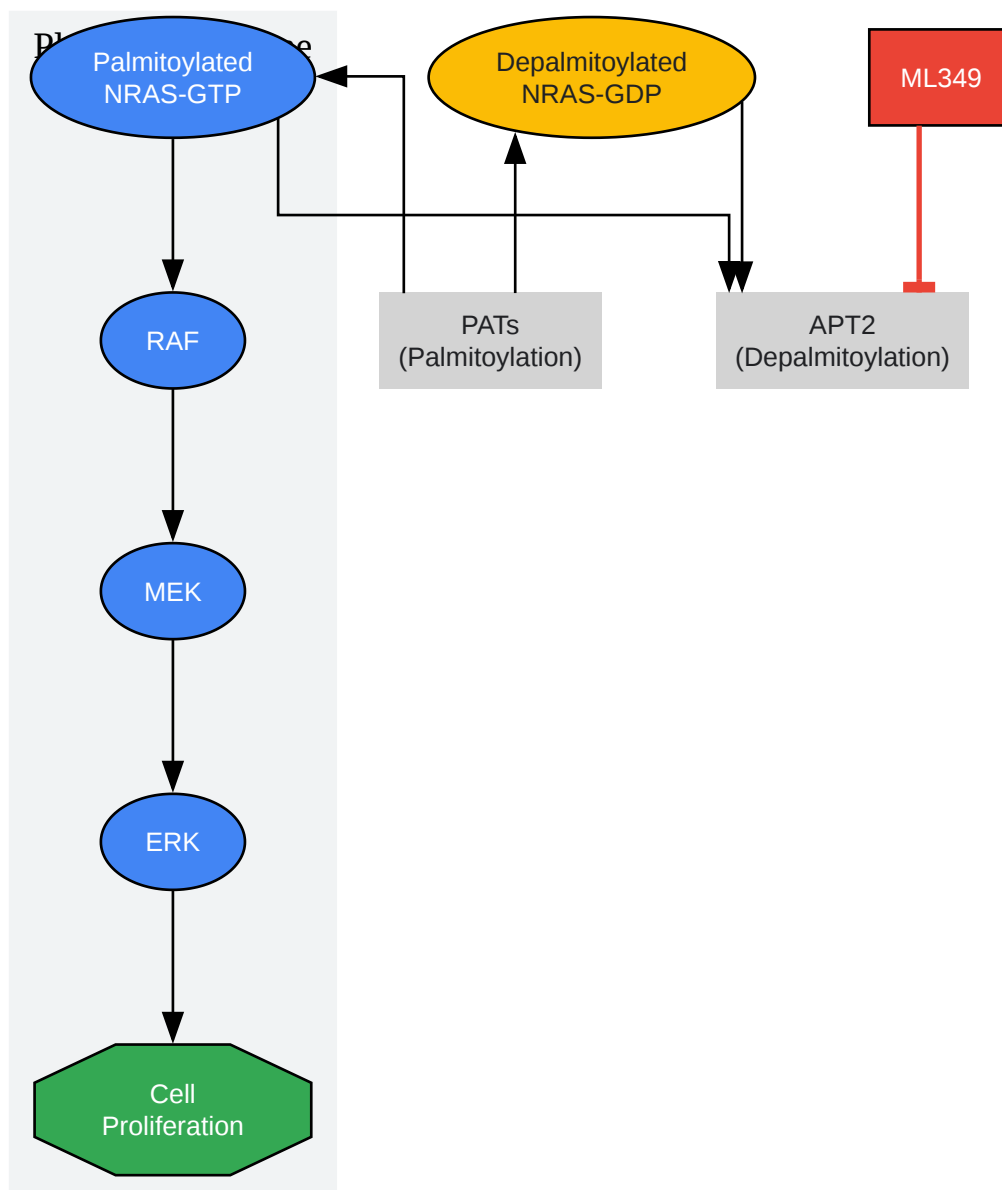 Palmitoylated
NRAS-GTP
Depalmitoylated
NRAS-GDP
ML349
RAF
PATs
(Palmitoylation)
APT2
(Depalmitoylation)
MEK
ERK
Cell
Proliferation